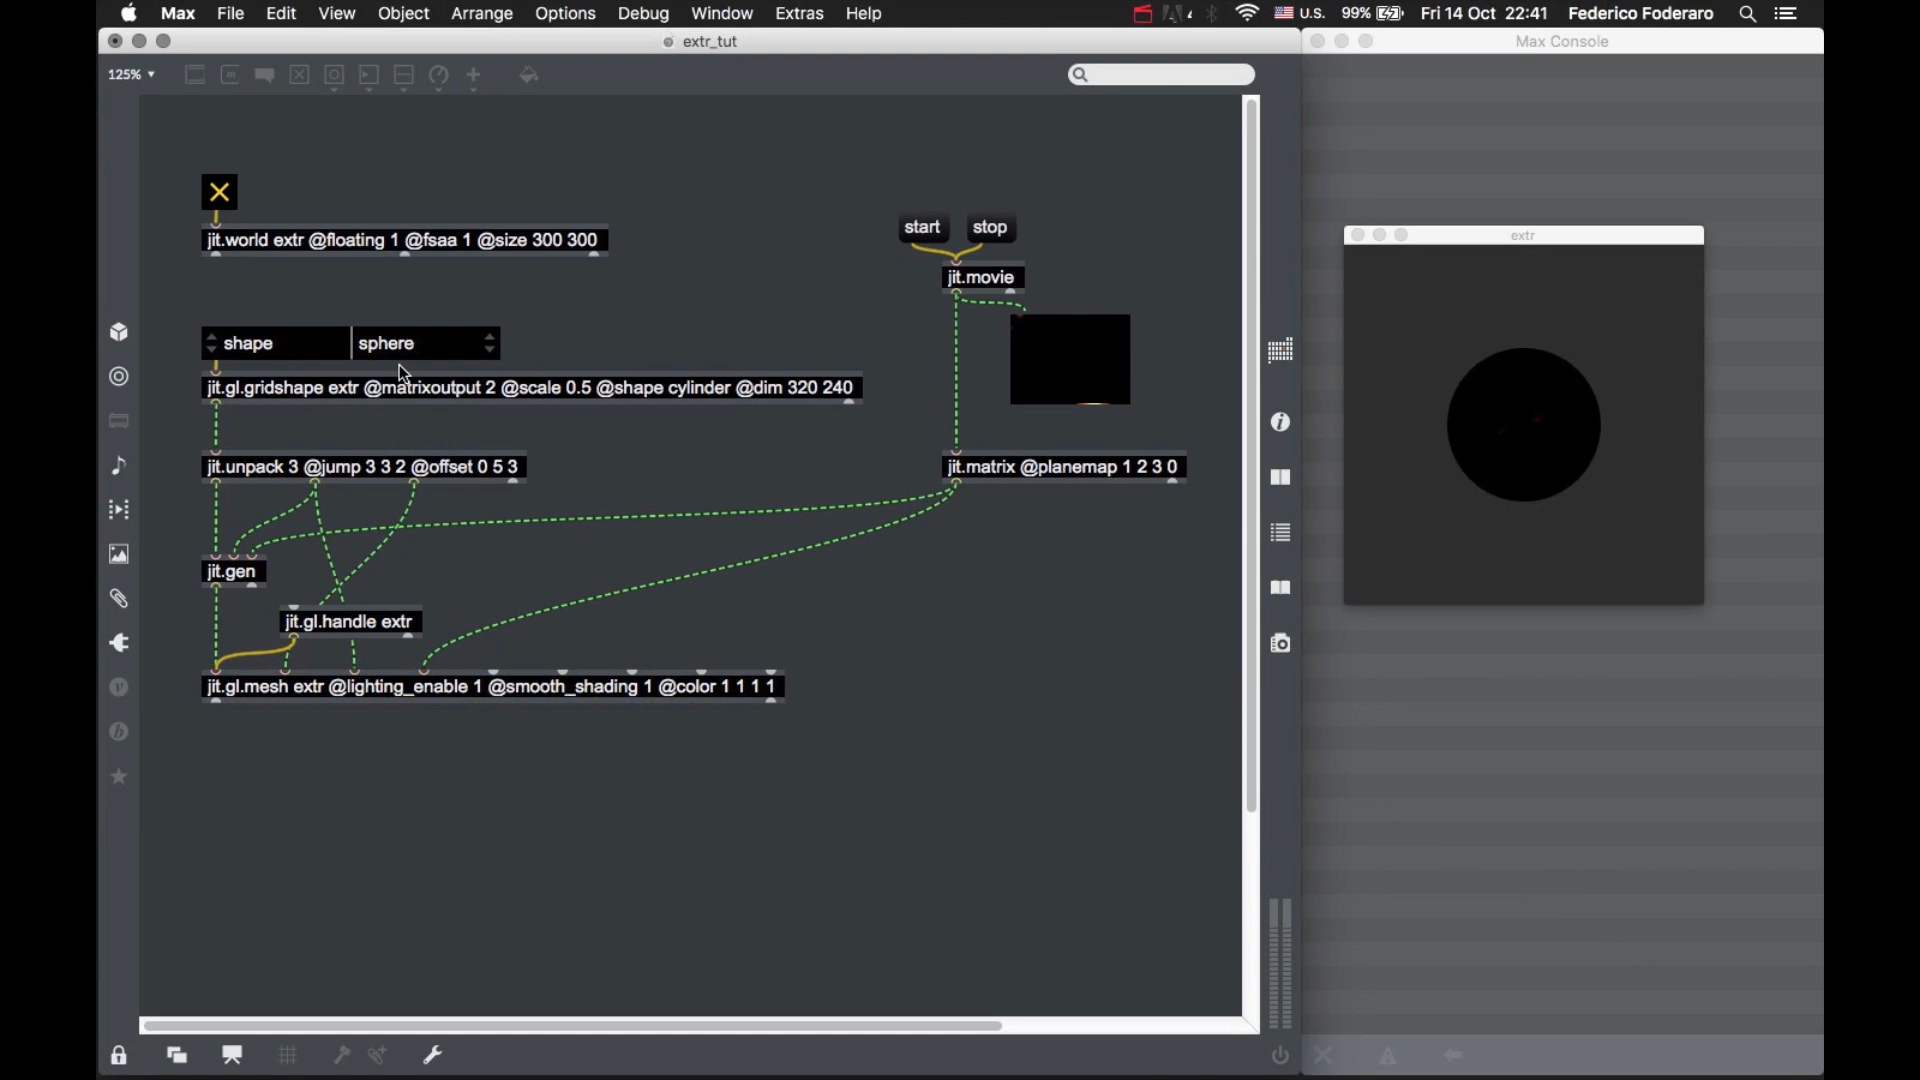 Max File Edit View Object Arrange Options Debug Window Extras Help U.S. 99% Fri 14 Oct 22:41 Federico Foderaro
extr_tut
Max Console
125%
start stop
jit.world extr @floating 1 @fsaa 1 @size 300 300
extr
jit.movie
shape sphere
jit.gl.gridshape extr @matrixoutput 2 @scale 0.5 @shape cylinder @dim 320 240
jit.unpack 3 @jump 3 3 2 @offset 0 5 3
jit.matrix @planemap 1 2 3 0
jit.gen
jit.gl.handle extr
jit.gl.mesh extr @lighting_enable 1 @smooth_shading 1 @color 1 1 1 1